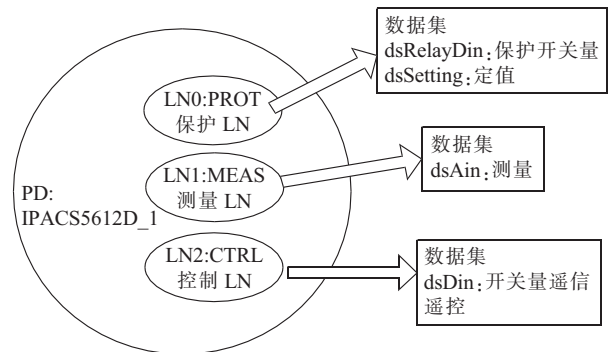 数据集
dsRelayDin:保护开关量
dsSetting:定值
LN0:PROT
保护 LN
数据集
dsAin:测量
LN1:MEAS
测量 LN
PD:
IPACS5612D_1
LN2:CTRL
控制 LN
数据集
dsDin:开关量遥信
遥控